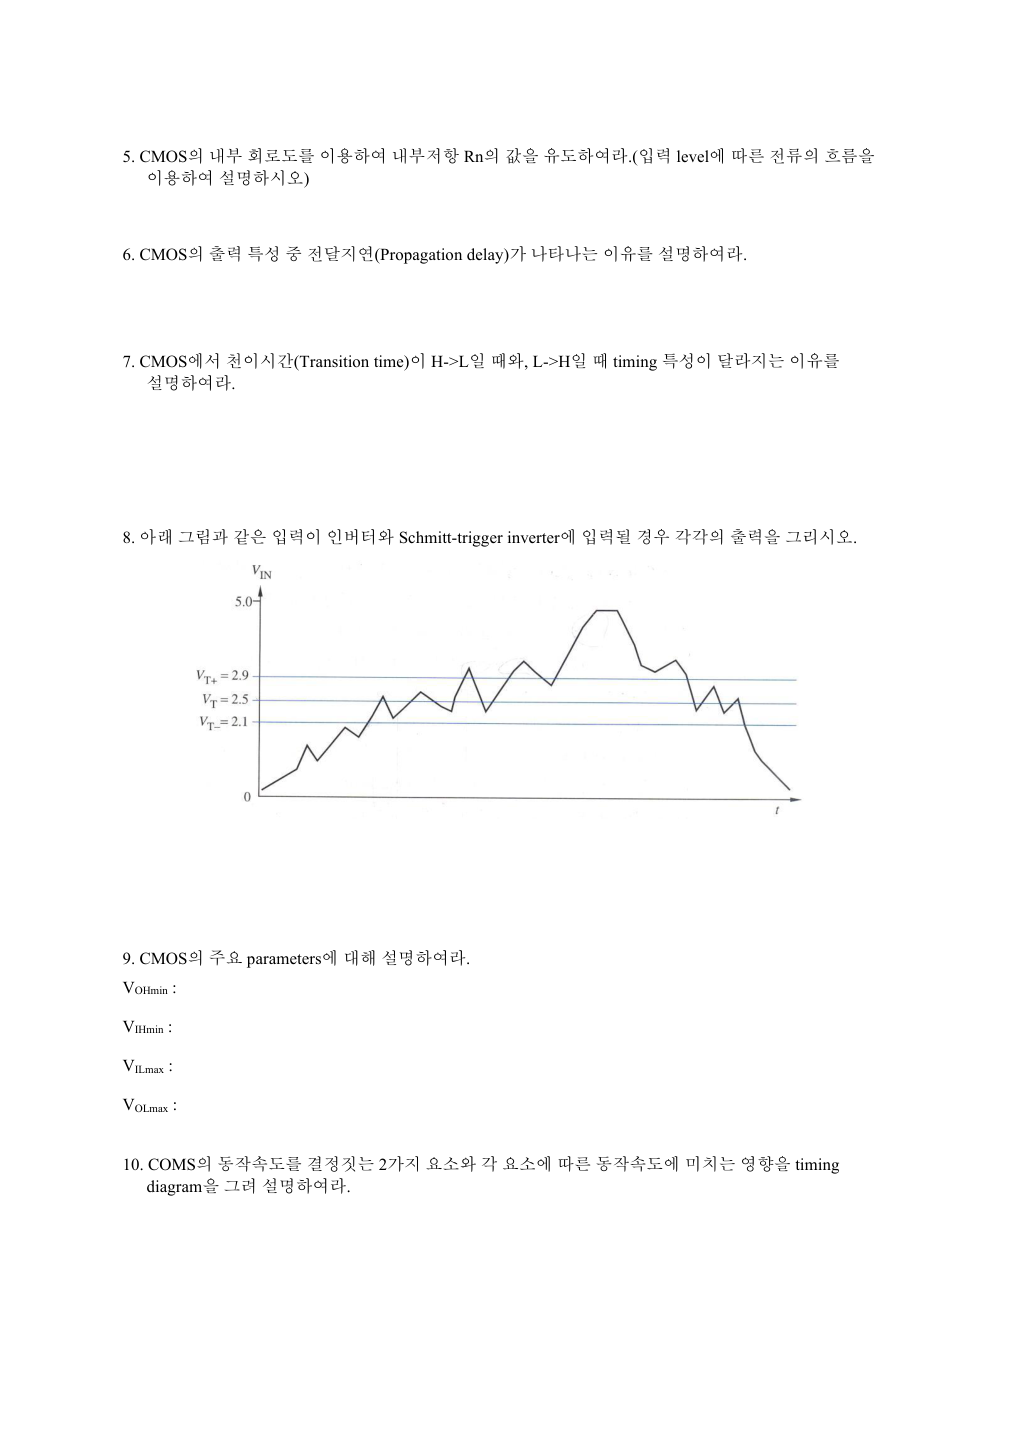 5. CMOS의 내부 회로도를 이용하여 내부저항 Rn의 값을 유도하여라.(입력 level에 따른 전류의 흐름을
이용하여 설명하시오)
6. CMOS의 출력 특성 중 전달지연(Propagation delay)가 나타나는 이유를 설명하여라.
7. CMOS에서 천이시간(Transition time)이 H->L일 때와, L->H일 때 timing 특성이 달라지는 이유를
설명하여라.
8. 아래 그림과 같은 입력이 인버터와 Schmitt-trigger inverter에 입력될 경우 각각의 출력을 그리시오.
VIN
5.0
VT+ = 2.9
VT = 2.5
VT– = 2.1
0
t
9. CMOS의 주요 parameters에 대해 설명하여라.
VOHmin :
VIHmin :
VILmax :
VOLmax :
10. COMS의 동작속도를 결정짓는 2가지 요소와 각 요소에 따른 동작속도에 미치는 영향을 timing
diagram을 그려 설명하여라.